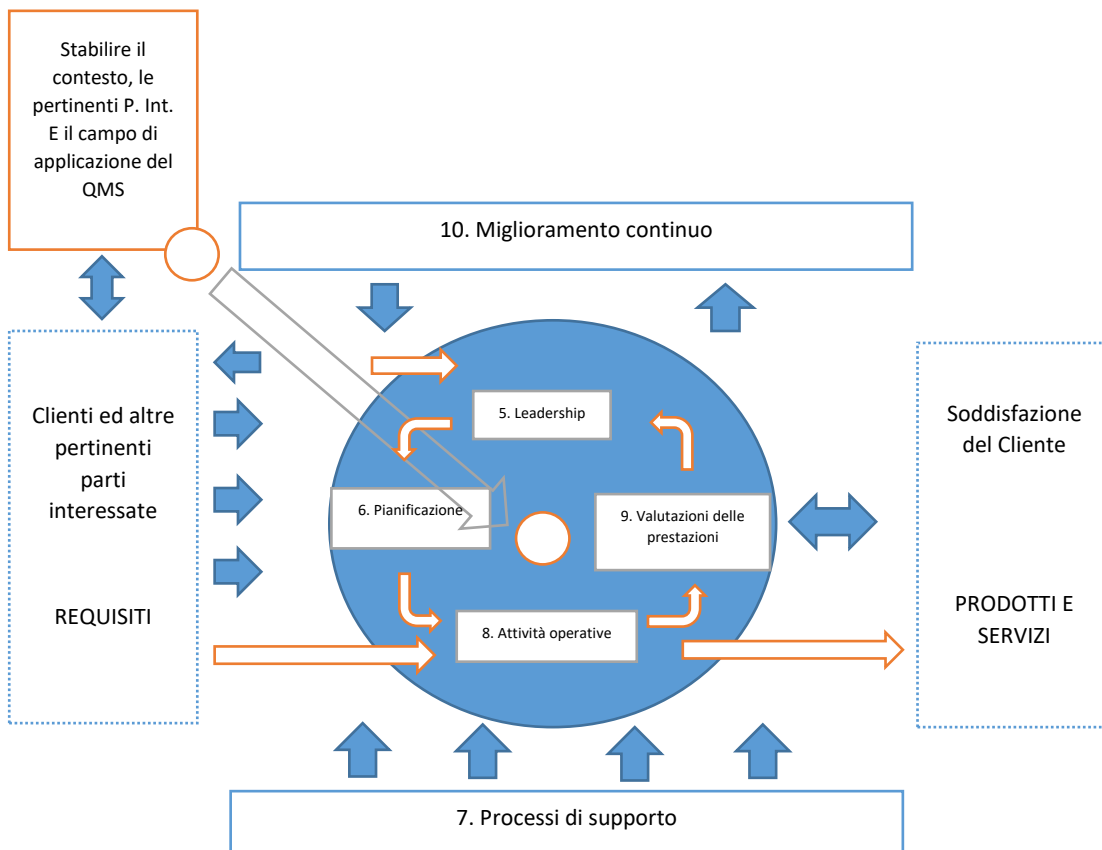 Stabilire il
contesto, le
pertinenti P. Int.
E il campo di
applicazione del
QMS
10. Miglioramento continuo
Clienti ed altre
pertinenti
parti
interessate
REQUISITI
5. Leadership
6. Pianificazione
9. Valutazioni delle
prestazioni
8. Attività operative
Soddisfazione
del Cliente
PRODOTTI E
SERVIZI
7. Processi di supporto